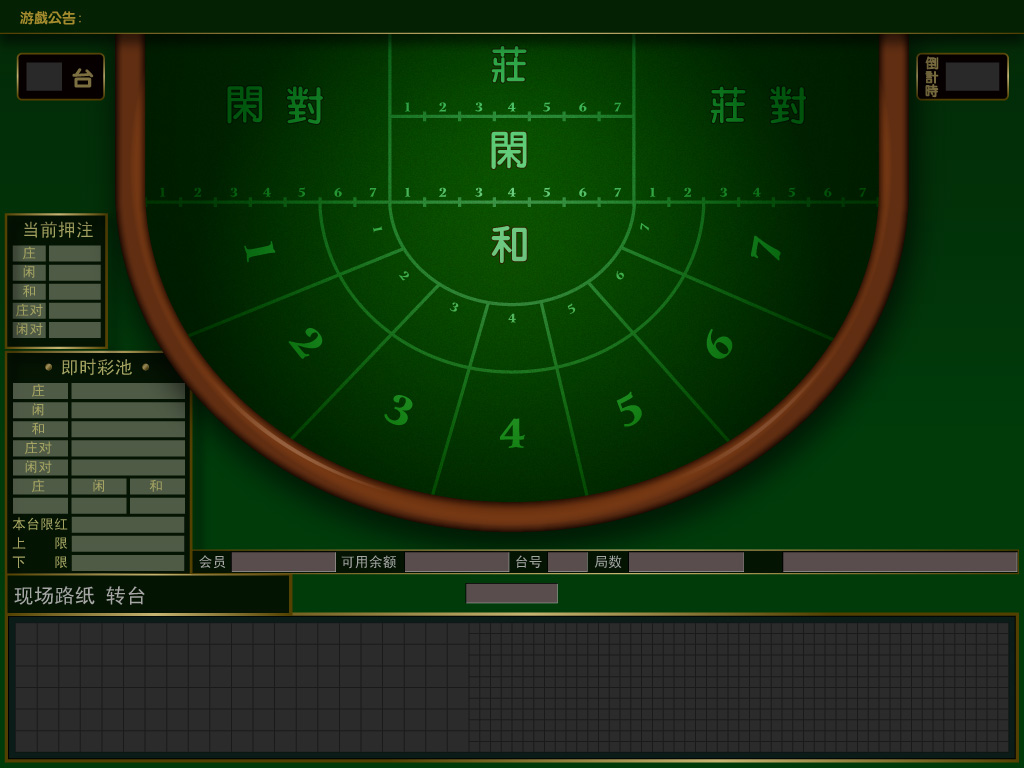 游戲公告:
台
倒計時
莊
閑 對
莊 對
1 2 3 4 5 6 7
閑
1 2 3 4 5 6 7
1 2 3 4 5 6 7
1 2 3 4 5 6 7
和
1 2 3 4 5 6 7
1 2 3 4 5 6 7
当前押注
庄
闲
和
庄对
闲对
即时彩池
庄
闲
和
庄对
闲对
庄 闲 和
本台限红
上 限
下 限
会员 可用余额 台号 局数
现场路纸 转台